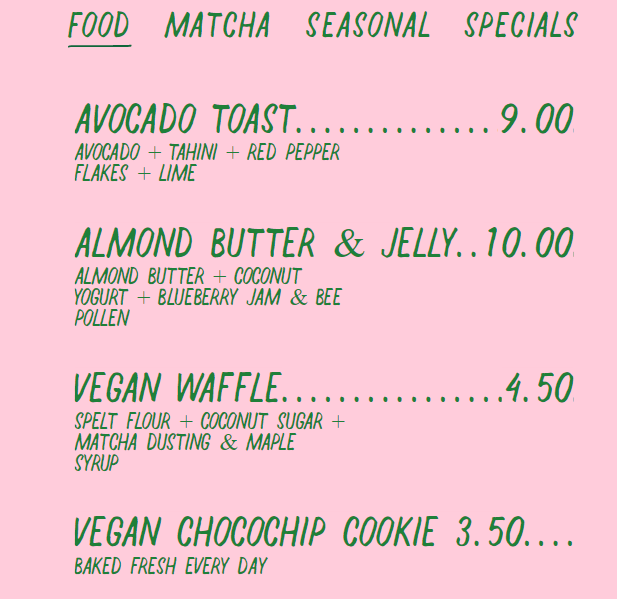 FOOD MATCHA SEASONAL SPECIALS
AVOCADO TOAST..............9.00
AVOCADO + TAHINI + RED PEPPER
FLAKES + LIME
ALMOND BUTTER & JELLY..10.00
ALMOND BUTTER + COCONUT
YOGURT + BLUEBERRY JAM & BEE
POLLEN
VEGAN WAFFLE................4.50
SPELT FLOUR + COCONUT SUGAR +
MATCHA DUSTING & MAPLE
SYRUP
VEGAN CHOCOCHIP COOKIE 3.50....
BAKED FRESH EVERY DAY